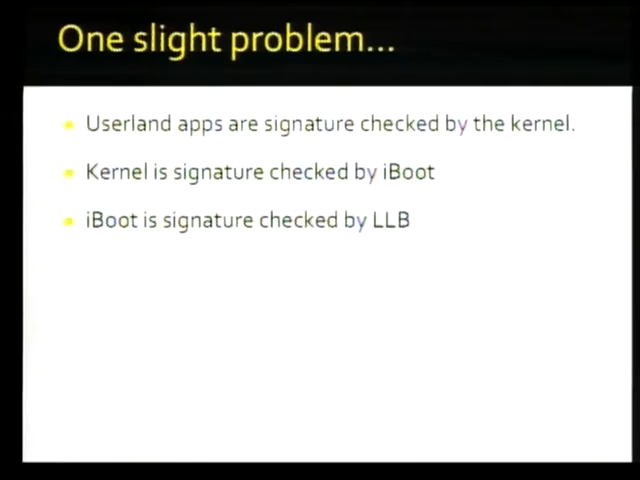 One slight problem...
Userland apps are signature checked by the kernel.
Kernel is signature checked by iBoot
iBoot is signature checked by LLB